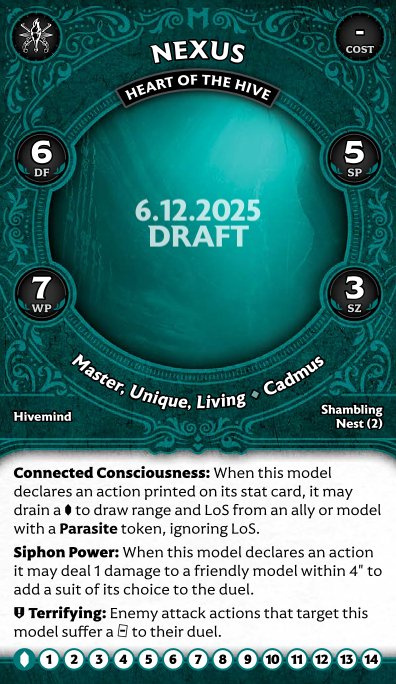 -
COST
NEXUS
HEART OF THE HIVE
6
DF
5
SP
6.12.2025
DRAFT
7
WP
3
SZ
Master, Unique, Living ◆ Cadmus
Hivemind
Shambling
Nest (2)
Connected Consciousness: When this model
declares an action printed on its stat card, it may
drain a to draw range and LoS from an ally or model
with a Parasite token, ignoring LoS.
Siphon Power: When this model declares an action
it may deal 1 damage to a friendly model within 4" to
add a suit of its choice to the duel.
Terrifying: Enemy attack actions that target this
model suffer a to their duel.
1 2 3 4 5 6 7 8 9 10 11 12 13 14